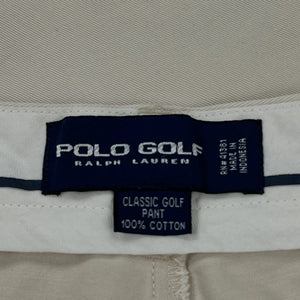 POLO GOLF
RALPH LAUREN
RN#41381
MADE IN
INDONESIA
CLASSIC GOLF
PANT
100% COTTON